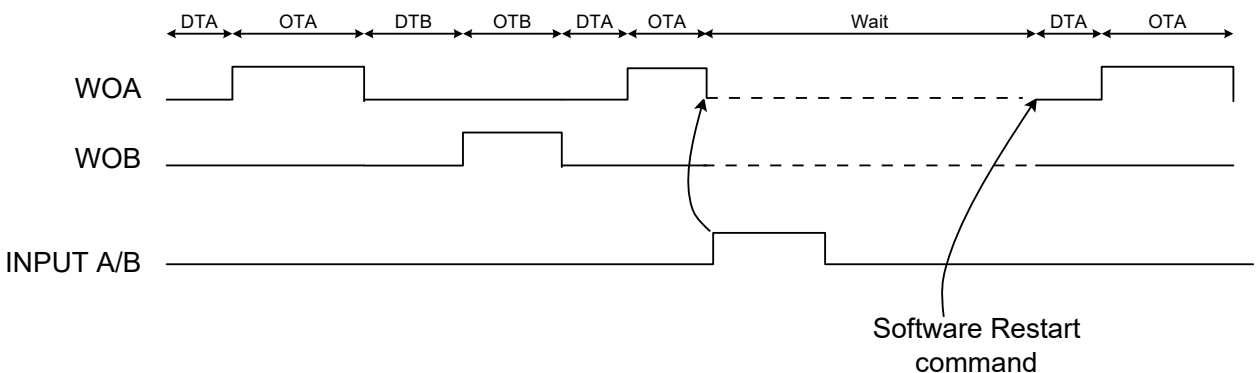 DTA OTA DTB OTB DTA OTA Wait DTA OTA
WOA
WOB
INPUT A/B
Software Restart
command